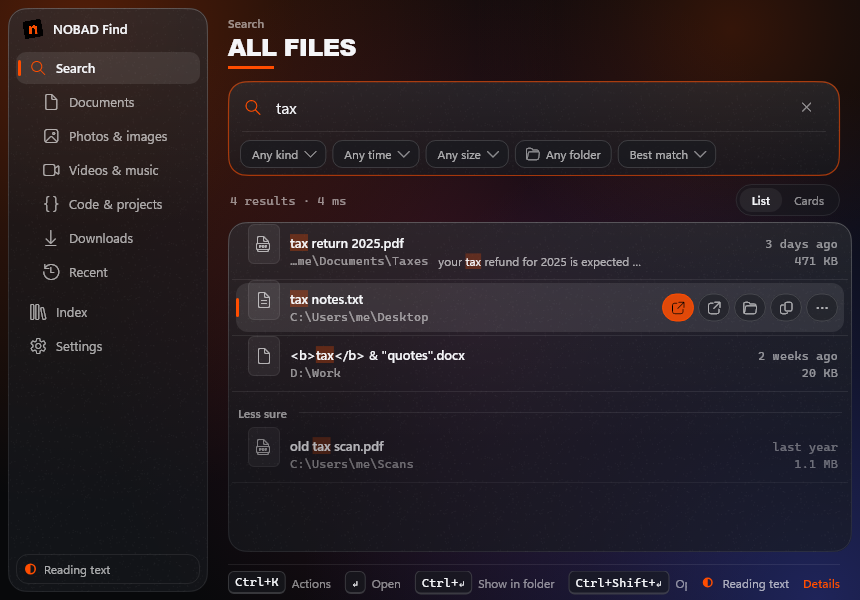 NOBAD Find
Search
Documents
Photos & images
Videos & music
Code & projects
Downloads
Recent
Index
Settings
Reading text
Search
ALL FILES
tax
Any kind
Any time
Any size
Any folder
Best match
4 results · 4 ms
List
Cards
tax return 2025.pdf
3 days ago
…me\Documents\Taxes your tax refund for 2025 is expected …
471 KB
tax notes.txt
C:\Users\me\Desktop
<b>tax</b> & "quotes".docx
2 weeks ago
D:\Work
20 KB
Less sure
old tax scan.pdf
last year
C:\Users\me\Scans
1.1 MB
Ctrl+K Actions ↲ Open Ctrl+↲ Show in folder Ctrl+Shift+↲ Reading text Details